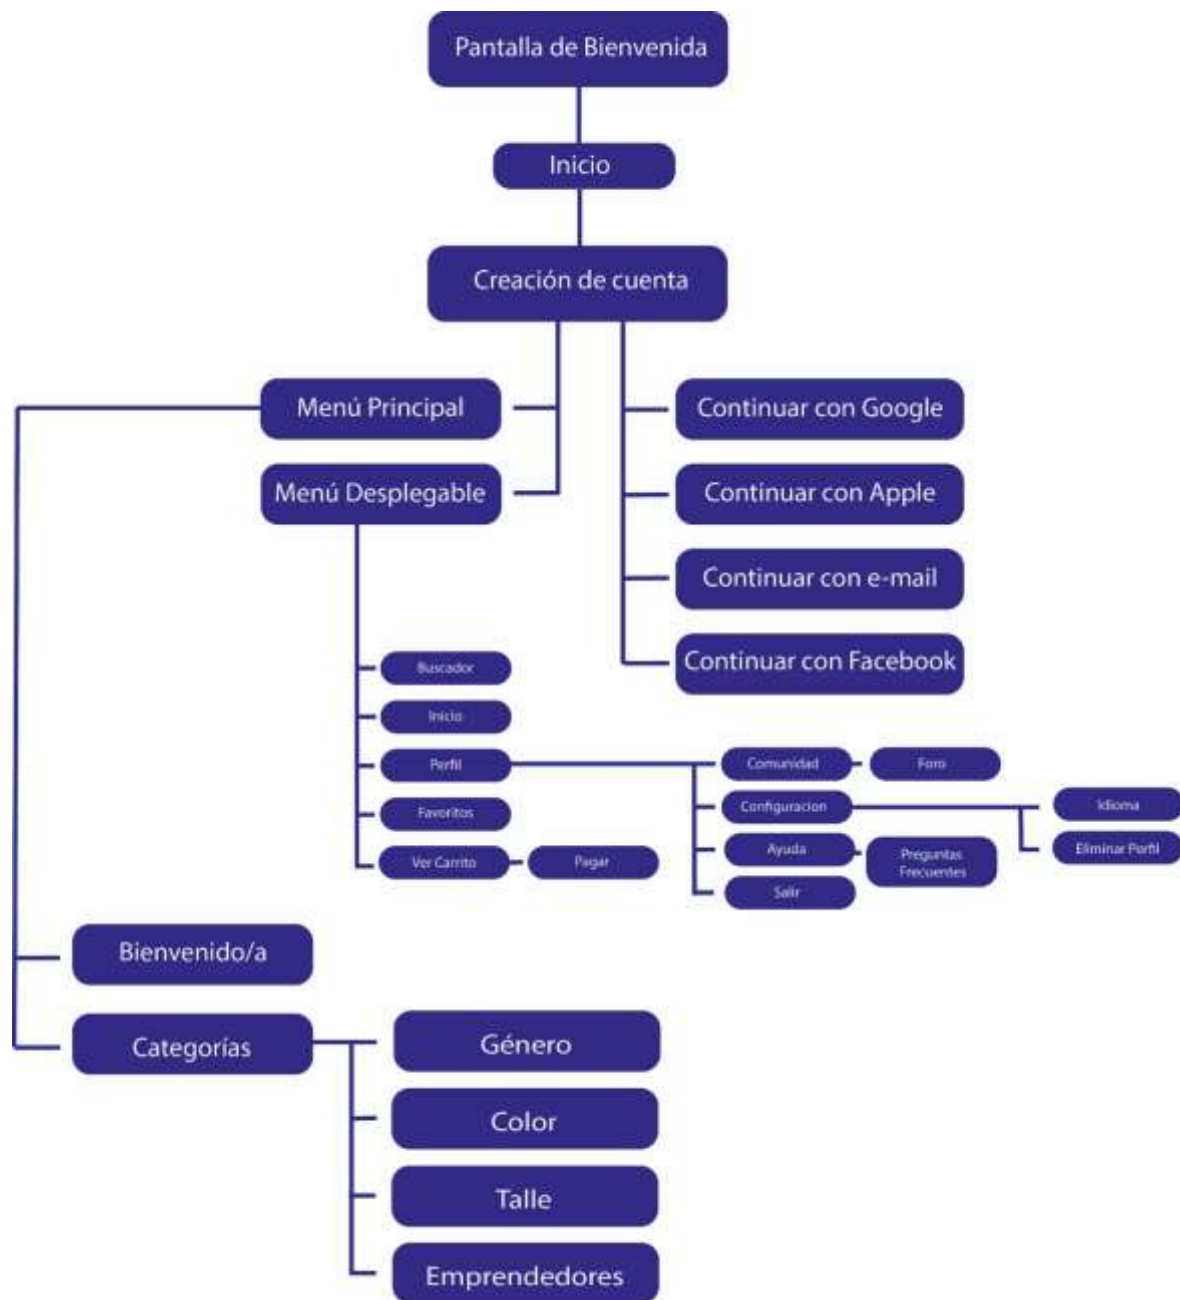 Pantalla de Bienvenida
Inicio
Creación de cuenta
Menú Principal
Continuar con Google
Menú Desplegable
Continuar con Apple
Continuar con e-mail
Continuar con Facebook
Buscador
Inicio
Perfil
Comunidad
Foro
Configuracion
Idioma
Favoritos
Ayuda
Eliminar Perfil
Preguntas
Frecuentes
Ver Carrito
Pagar
Salir
Bienvenido/a
Categorías
Género
Color
Talle
Emprendedores